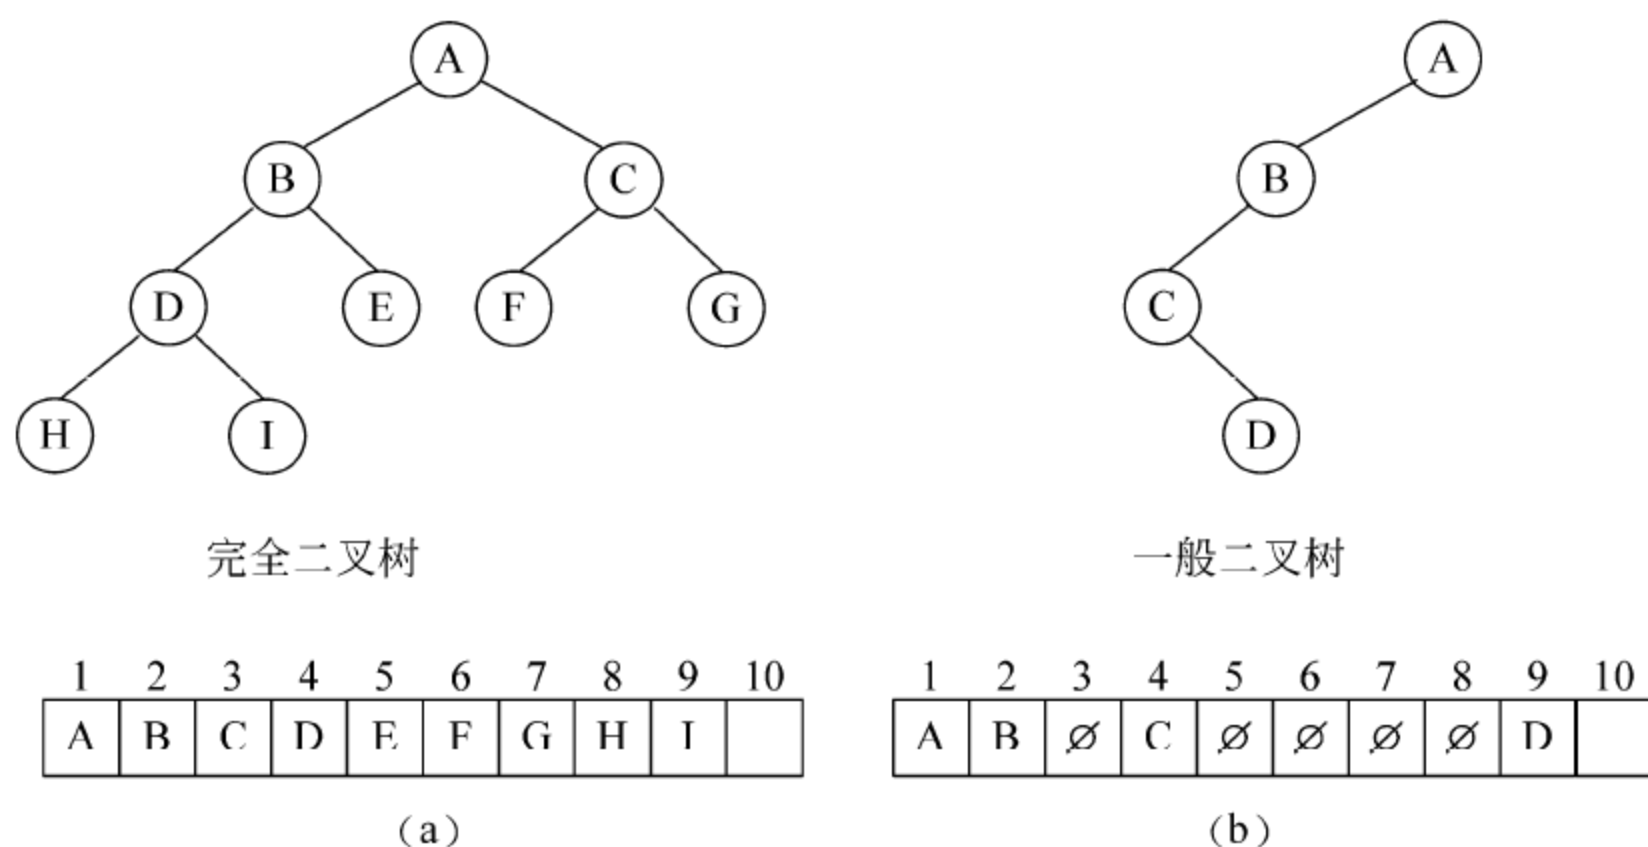 A A
B C B
D E F G C
H I D
完全二叉树 一般二叉树
1 2 3 4 5 6 7 8 9 10 1 2 3 4 5 6 7 8 9 10
A B C D E F G H I A B ∅ C ∅ ∅ ∅ ∅ D
(a) (b)